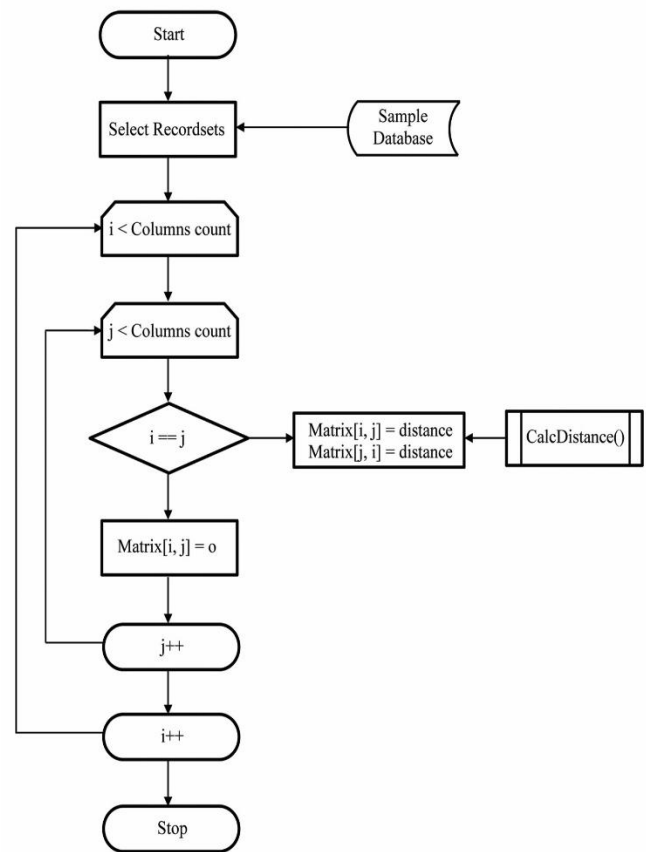 Start
Select Recordsets
Sample
Database
i < Columns count
j < Columns count
i == j
Matrix[i, j] = distance
Matrix[j, i] = distance
CalcDistance()
Matrix[i, j] = o
j++
i++
Stop